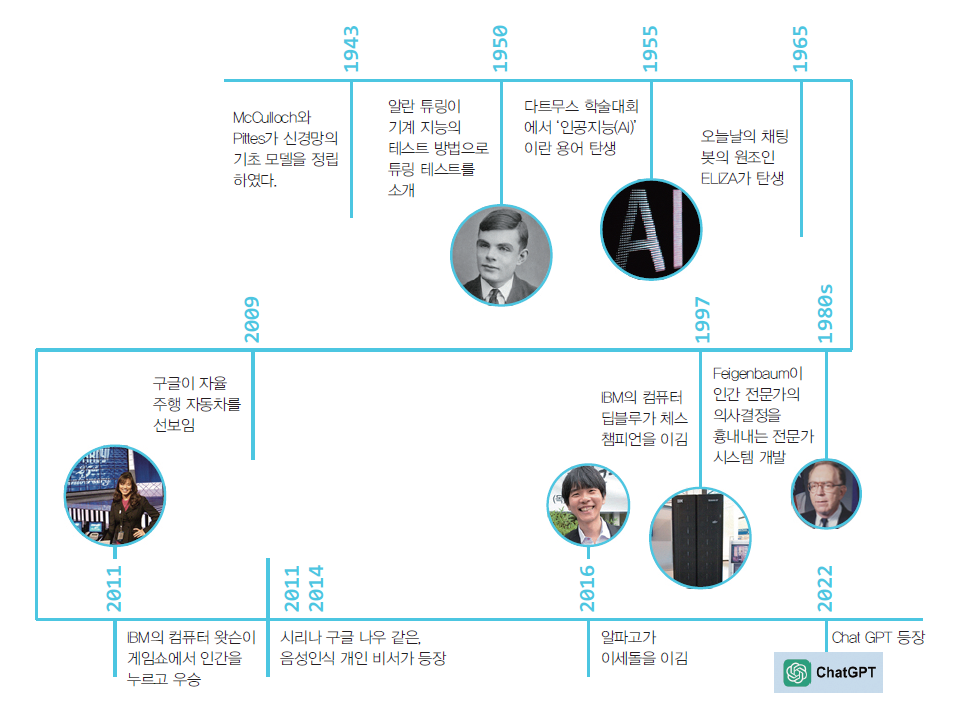 1943
1950
1955
1965
McCulloch와
Pittes가 신경망의
기초 모델을 정립
하였다.
알란 튜링이
기계 지능의
테스트 방법으로
튜링 테스트를
소개
다트무스 학술대회
에서 ‘인공지능(AI)’
이란 용어 탄생
AI
오늘날의 채팅
봇의 원조인
ELIZA가 탄생
2009
1997
1980s
구글이 자율
주행 자동차를
선보임
IBM의 컴퓨터
딥블루가 체스
챔피언을 이김
Feigenbaum이
인간 전문가의
의사결정을
흉내내는 전문가
시스템 개발
2011
2011
2014
2016
2022
IBM의 컴퓨터 왓슨이
게임쇼에서 인간을
누르고 우승
시리나 구글 나우 같은,
음성인식 개인 비서가 등장
알파고가
이세돌을 이김
Chat GPT 등장
ChatGPT